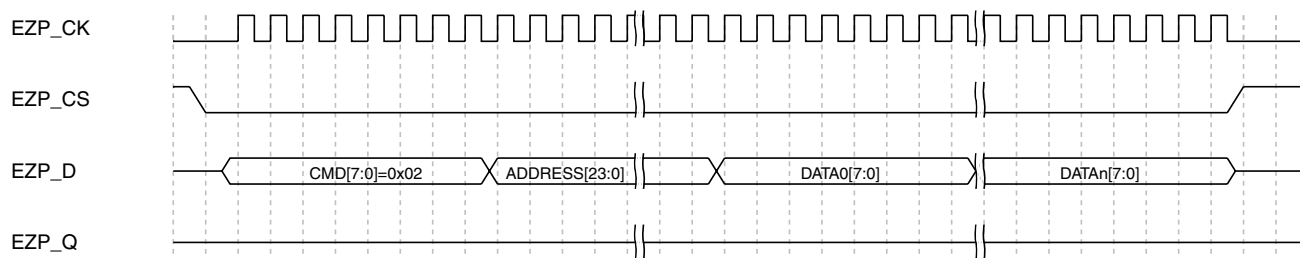 EZP_CK
EZP_CS
EZP_D
CMD[7:0]=0x02 ADDRESS[23:0] DATA0[7:0] DATAn[7:0]
EZP_Q